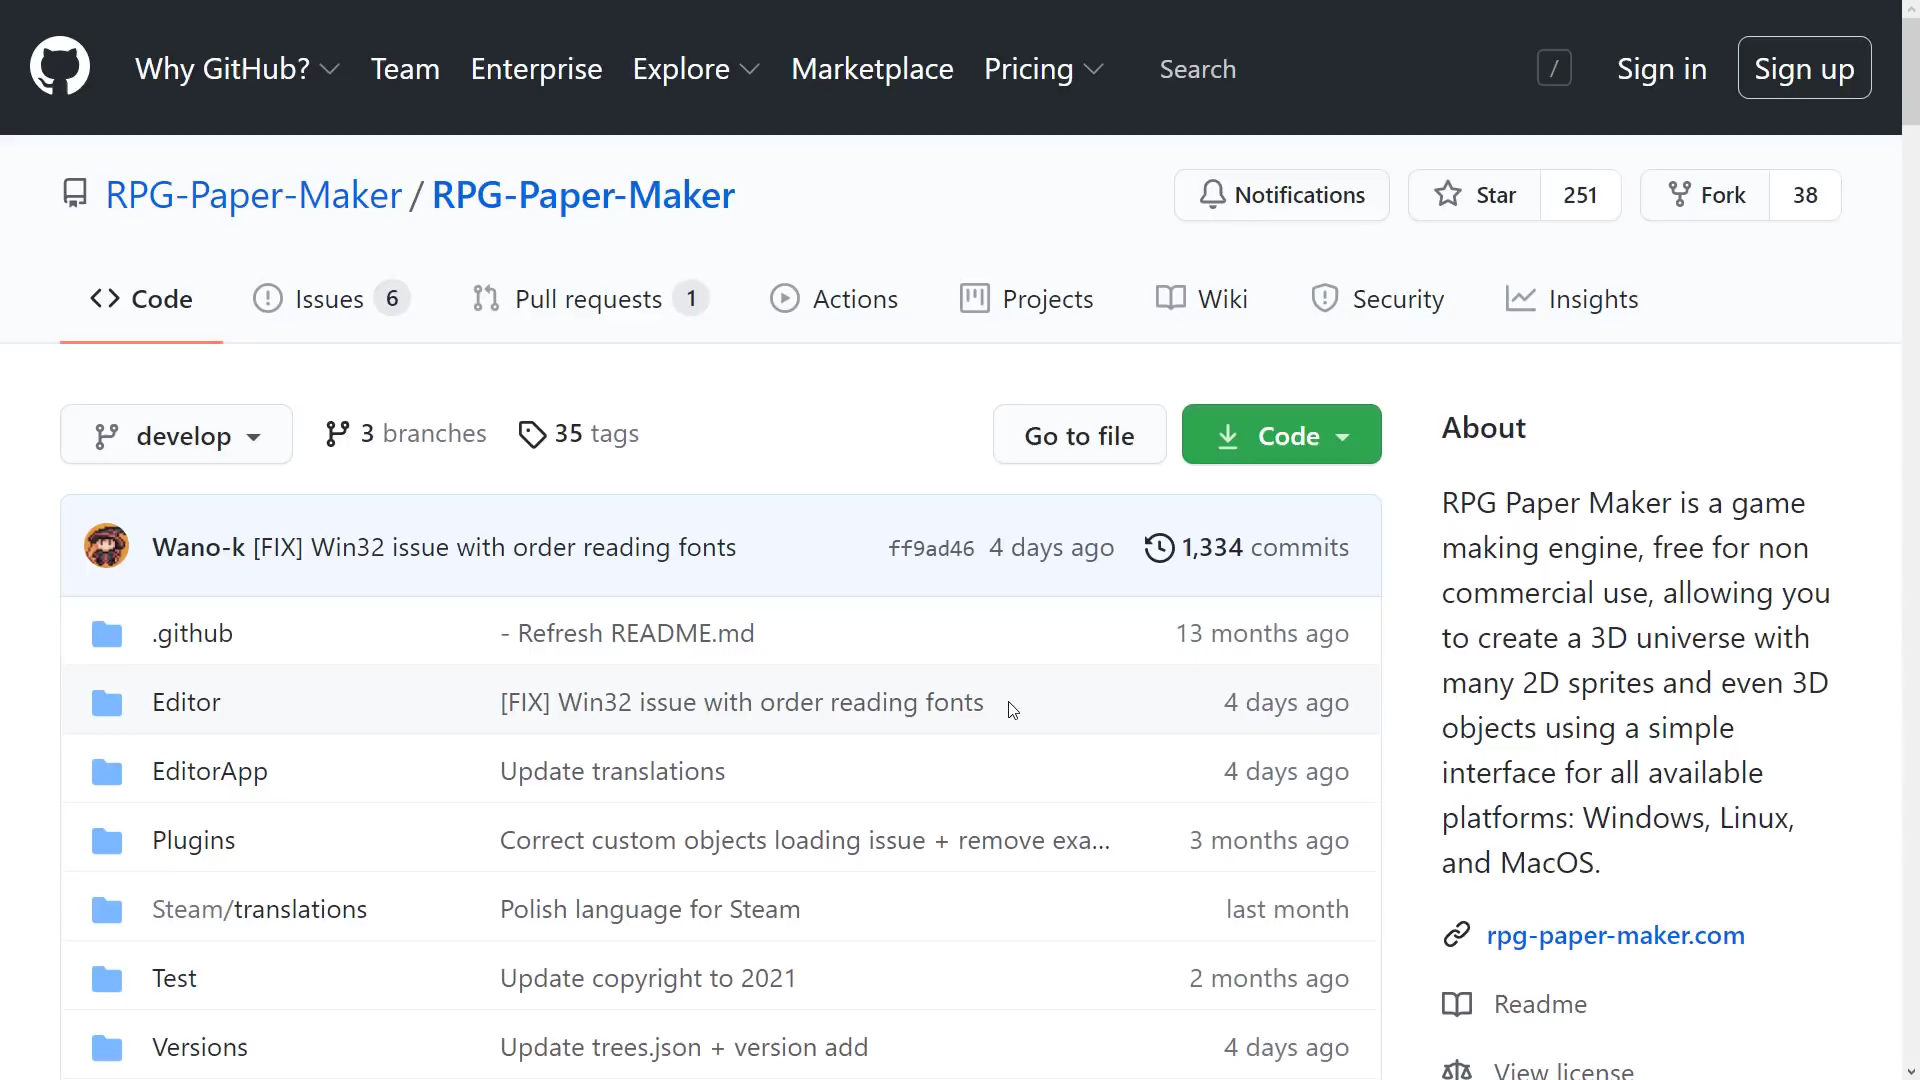 Why GitHub? Team Enterprise Explore Marketplace Pricing Search / Sign in Sign up
RPG-Paper-Maker / RPG-Paper-Maker Notifications Star 251 Fork 38
Code Issues 6 Pull requests 1 Actions Projects Wiki Security Insights
develop 3 branches 35 tags Go to file Code
Wano-k [FIX] Win32 issue with order reading fonts ff9ad46 4 days ago 1,334 commits
.github - Refresh README.md 13 months ago
Editor [FIX] Win32 issue with order reading fonts 4 days ago
EditorApp Update translations 4 days ago
Plugins Correct custom objects loading issue + remove exa... 3 months ago
Steam/translations Polish language for Steam last month
Test Update copyright to 2021 2 months ago
Versions Update trees.json + version add 4 days ago
About
RPG Paper Maker is a game
making engine, free for non
commercial use, allowing you
to create a 3D universe with
many 2D sprites and even 3D
objects using a simple
interface for all available
platforms: Windows, Linux,
and MacOS.
rpg-paper-maker.com
Readme
View license